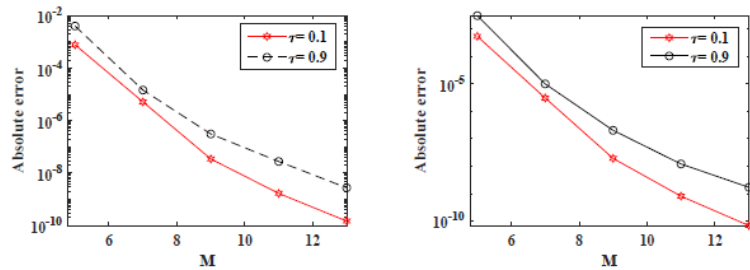 10^-2
10^-4
10^-6
10^-8
10^-10
Absolute error
6 8 10 12
M
τ= 0.1
τ= 0.9
10^-5
10^-10
Absolute error
6 8 10 12
M
τ= 0.1
τ= 0.9